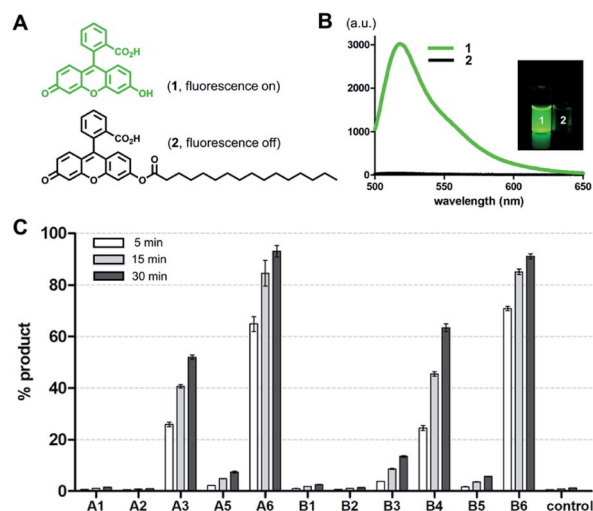 A
CO₂H
O
O
OH
(1, fluorescence on)
CO₂H
(2, fluorescence off)
O
O
O
O
B
(a.u.)
1
2
3000
2000
1000
0
1
2
500
550
600
650
wavelength (nm)
C
5 min
15 min
30 min
% product
100
80
60
40
20
0
A1 A2 A3 A5 A6 B1 B2 B3 B4 B5 B6 control